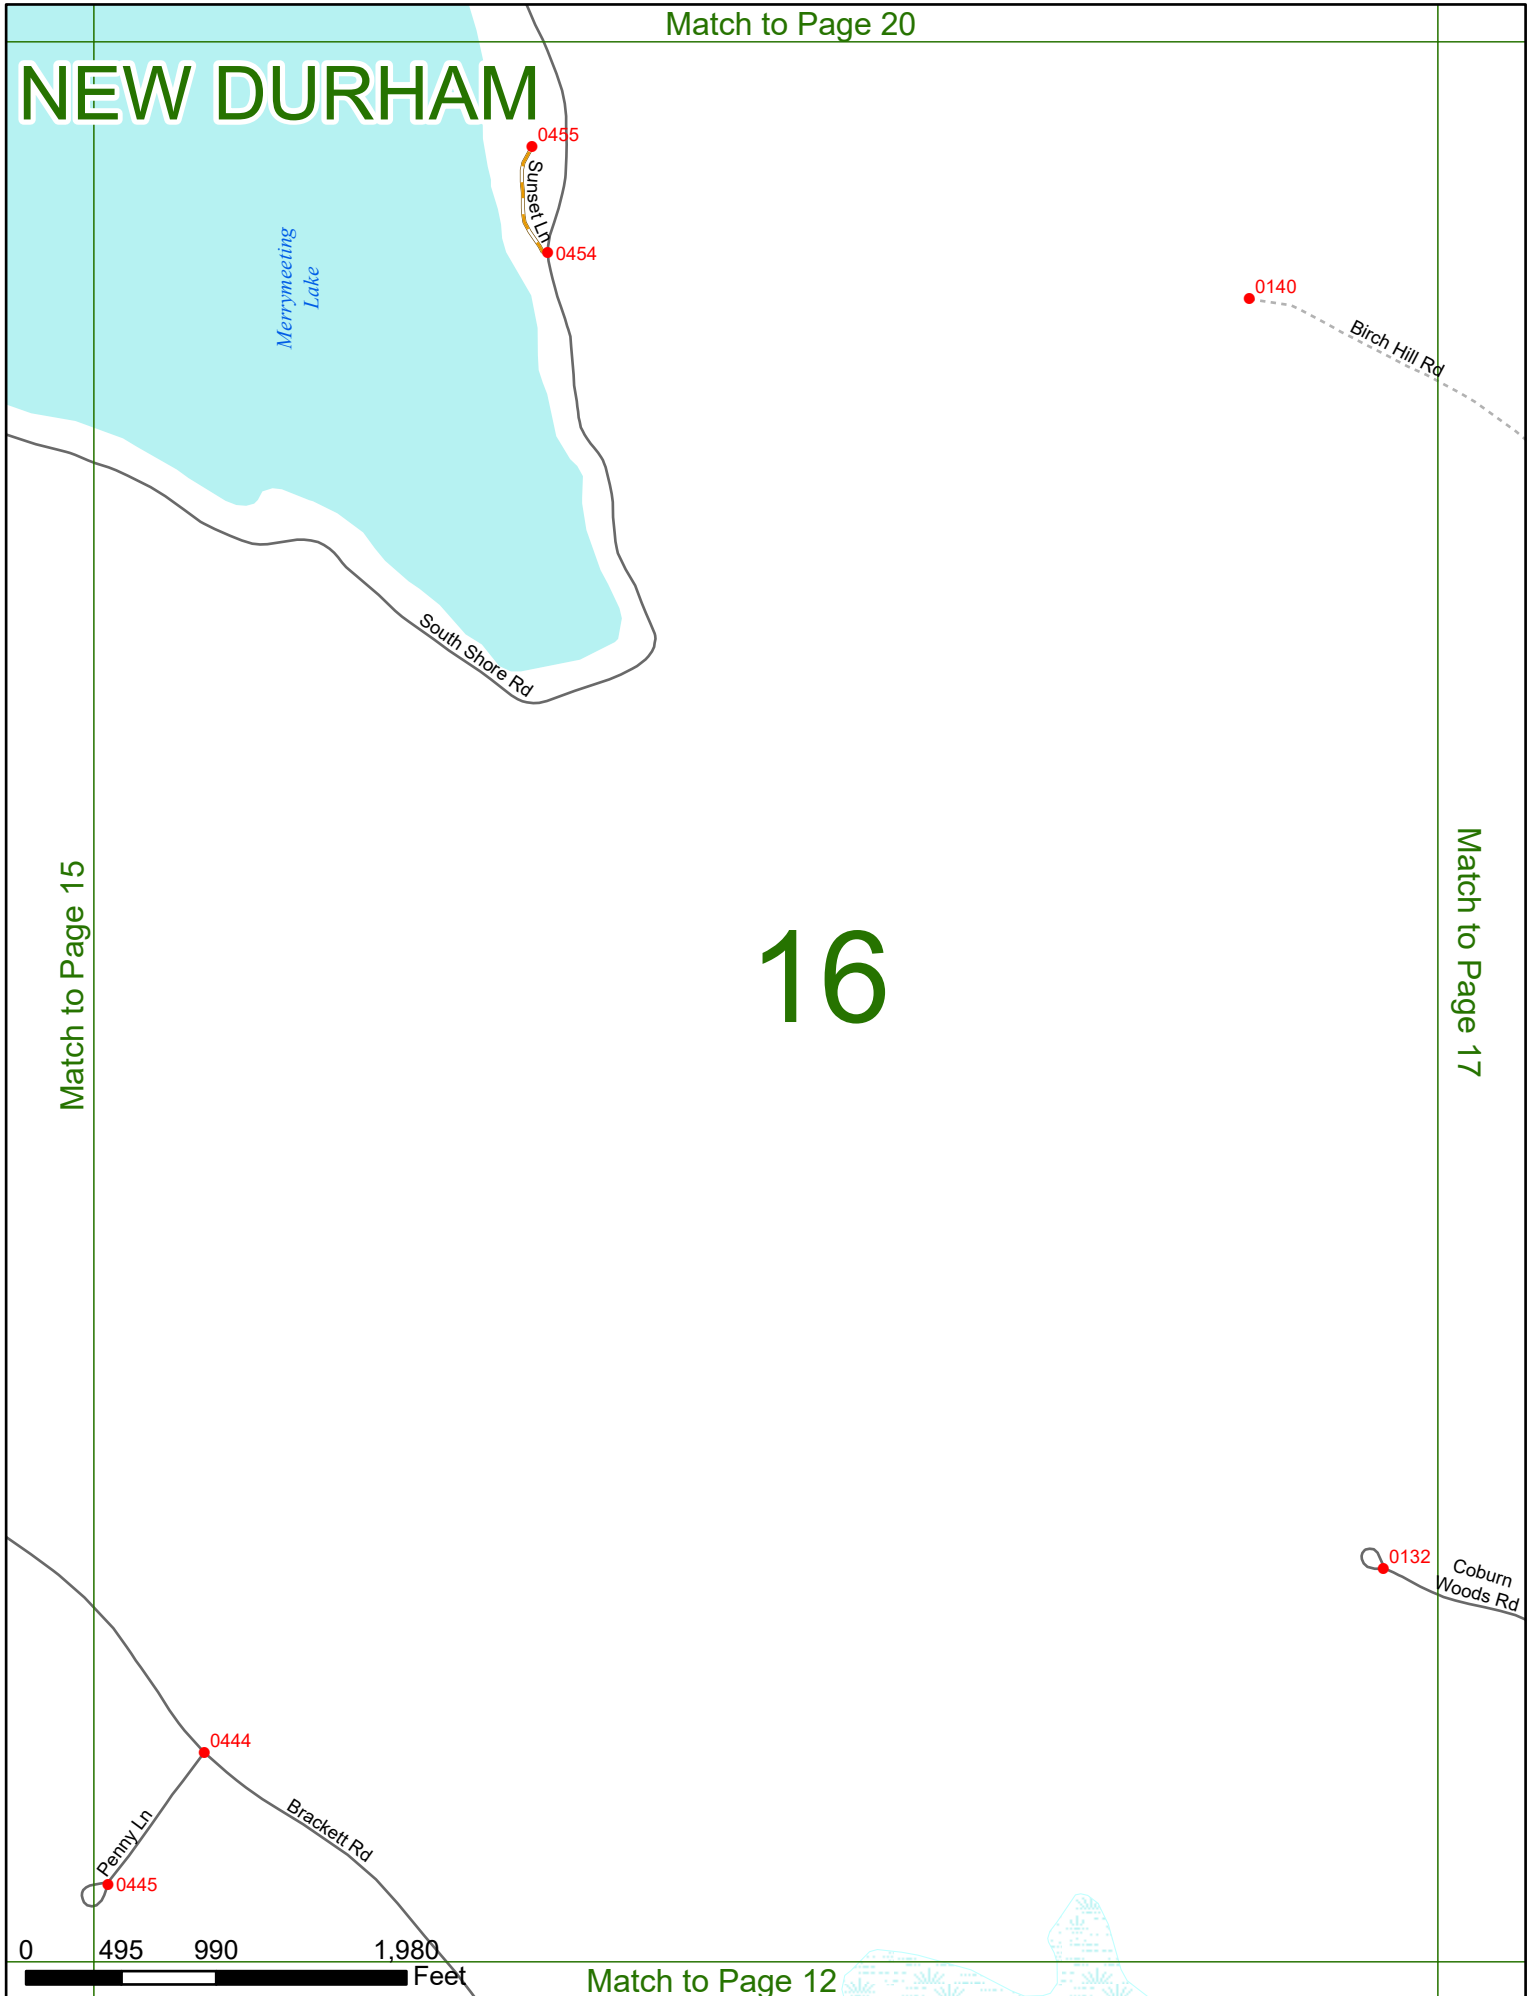 Match to Page 20
NEW DURHAM
0455
Sunset Ln
0454
Merrymeeting
Lake
0140
Birch Hill Rd
South Shore Rd
Match to Page 15
16
Match to Page 17
0132
Coburn
Woods Rd
0444
Penny Ln
Brackett Rd
0445
0 495 990 1,980
Feet
Match to Page 12